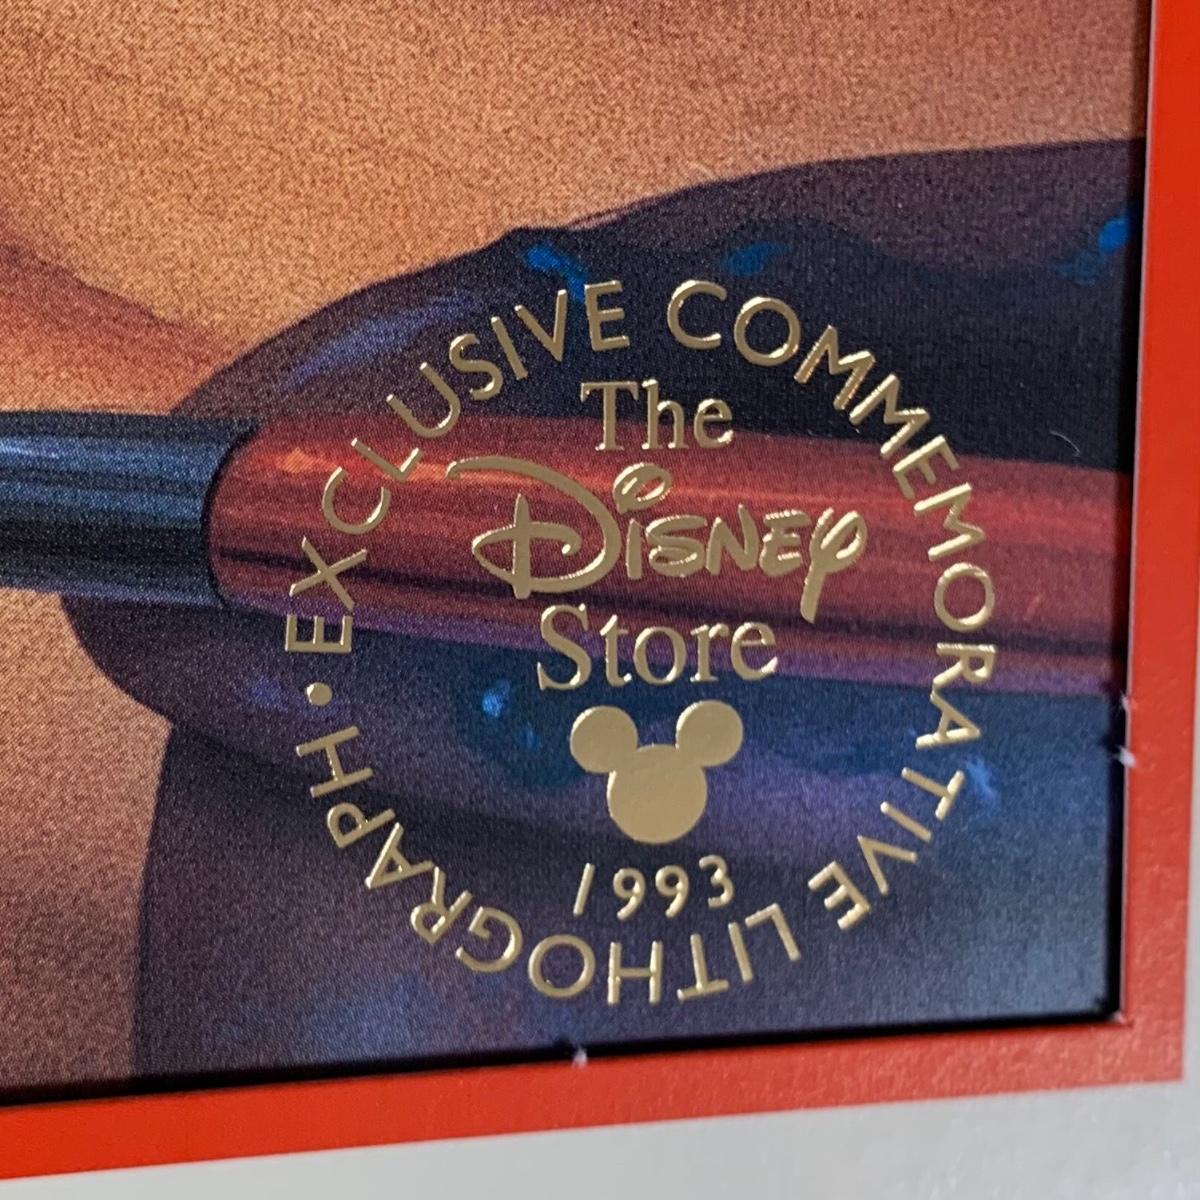 EXCLUSIVE COMMEMORATIVE LITHOGRAPH •
The
Disney
Store
1993